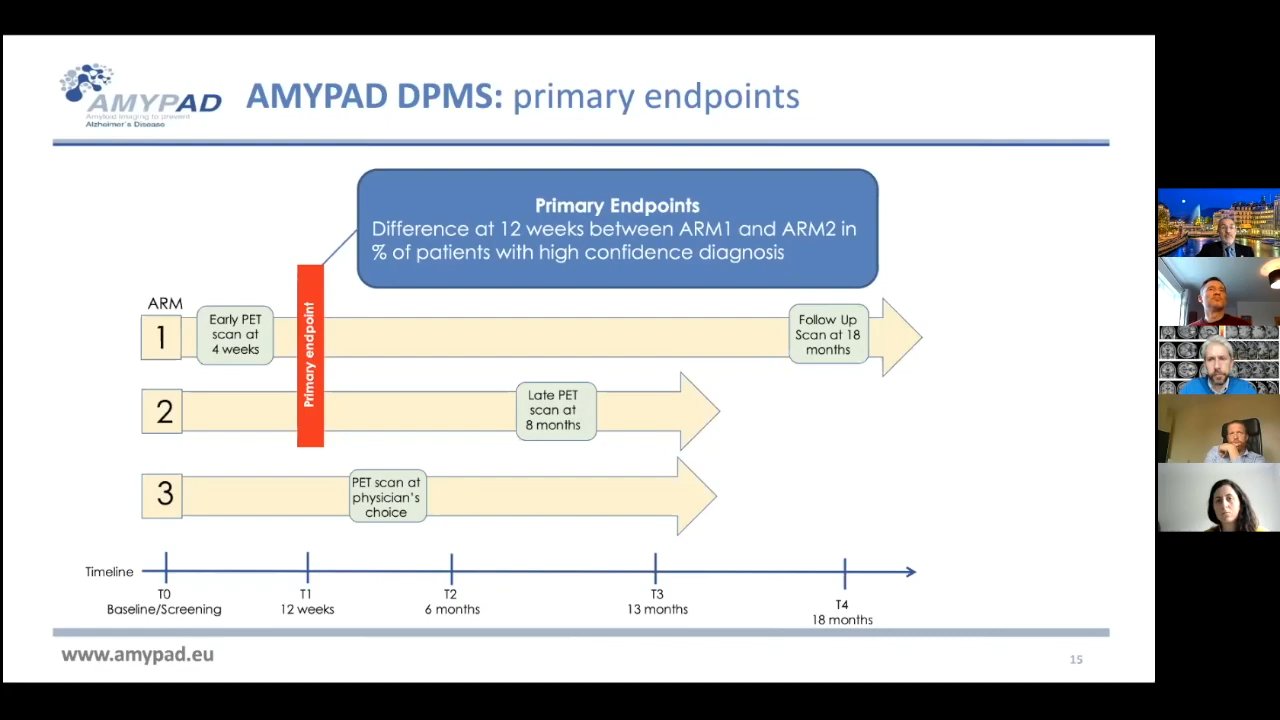 AMYPAD
Amyloid imaging to prevent
Alzheimer's Disease
AMYPAD DPMS: primary endpoints
Primary Endpoints
Difference at 12 weeks between ARM1 and ARM2 in
% of patients with high confidence diagnosis
ARM
1
Early PET
scan at
4 weeks
Primary endpoint
Follow Up
Scan at 18
months
2
Late PET
scan at
8 months
3
PET scan at
physician's
choice
Timeline
T0
Baseline/Screening
T1
12 weeks
T2
6 months
T3
13 months
T4
18 months
www.amypad.eu
15